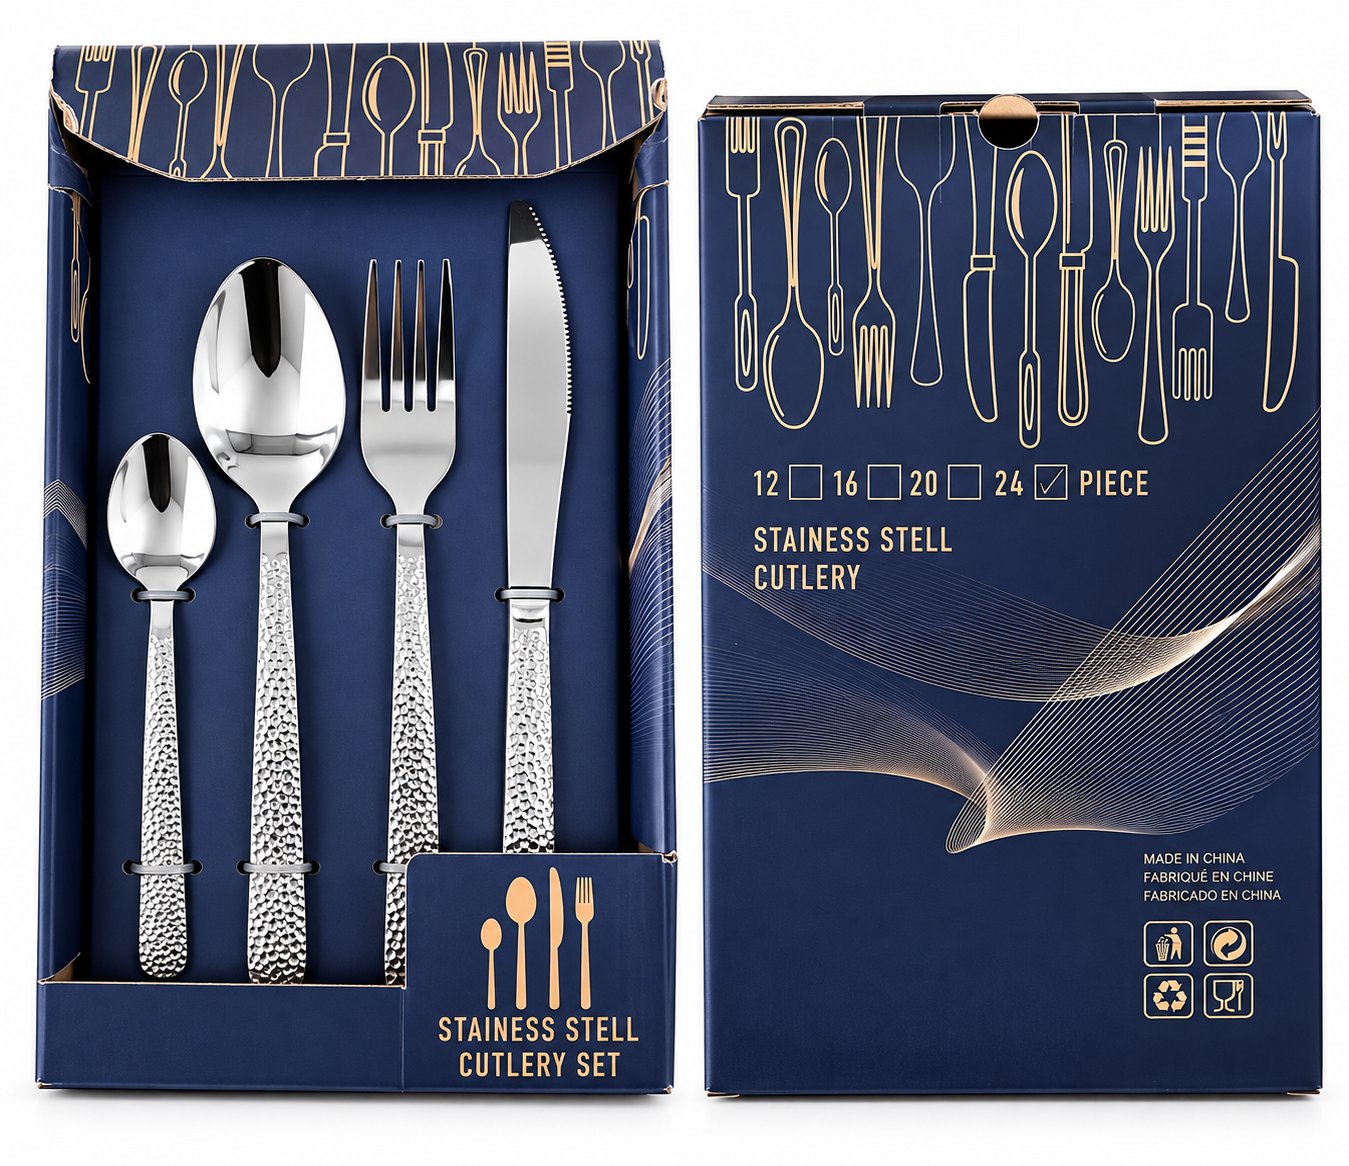 STAINESS STELL
CUTLERY SET
12 16 20 24 PIECE
STAINESS STELL
CUTLERY
MADE IN CHINA
FABRIQUÉ EN CHINE
FABRICADO EN CHINA